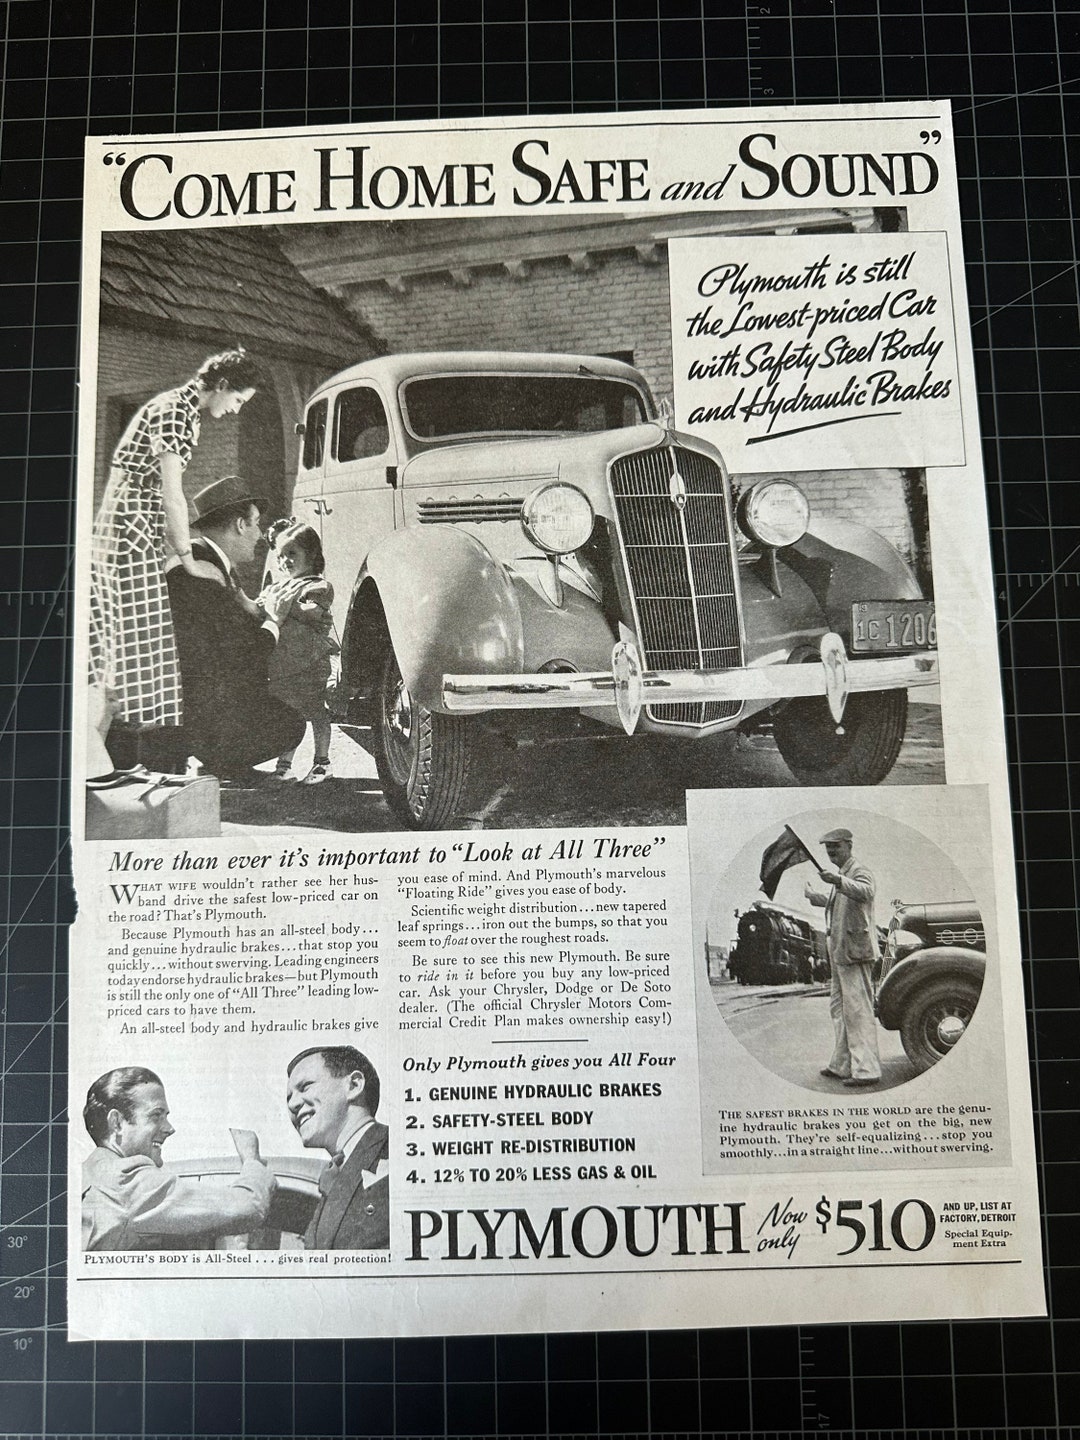 “COME HOME SAFE and SOUND”
Plymouth is still
the Lowest-priced Car
with Safety Steel Body
and Hydraulic Brakes
1C 1206
More than ever it's important to “Look at All Three”
WHAT WIFE wouldn't rather see her hus-
band drive the safest low-priced car on
the road? That's Plymouth.
Because Plymouth has an all-steel body...
and genuine hydraulic brakes...that stop you
quickly...without swerving. Leading engineers
today endorse hydraulic brakes—but Plymouth
is still the only one of “All Three” leading low-
priced cars to have them.
An all-steel body and hydraulic brakes give
you ease of mind. And Plymouth's marvelous
“Floating Ride” gives you ease of body.
Scientific weight distribution...new tapered
leaf springs...iron out the bumps, so that you
seem to float over the roughest roads.
Be sure to see this new Plymouth. Be sure
to ride in it before you buy any low-priced
car. Ask your Chrysler, Dodge or De Soto
dealer. (The official Chrysler Motors Com-
mercial Credit Plan makes ownership easy!)
Only Plymouth gives you All Four
1. GENUINE HYDRAULIC BRAKES
2. SAFETY-STEEL BODY
3. WEIGHT RE-DISTRIBUTION
4. 12% TO 20% LESS GAS & OIL
THE SAFEST BRAKES IN THE WORLD are the genu-
ine hydraulic brakes you get on the big, new
Plymouth. They're self-equalizing...stop you
smoothly...in a straight line...without swerving.
PLYMOUTH'S BODY is All-Steel...gives real protection!
PLYMOUTH Now only $510
AND UP, LIST AT
FACTORY, DETROIT
Special Equip-
ment Extra
30°
20°
10°
2
3
4
4
17